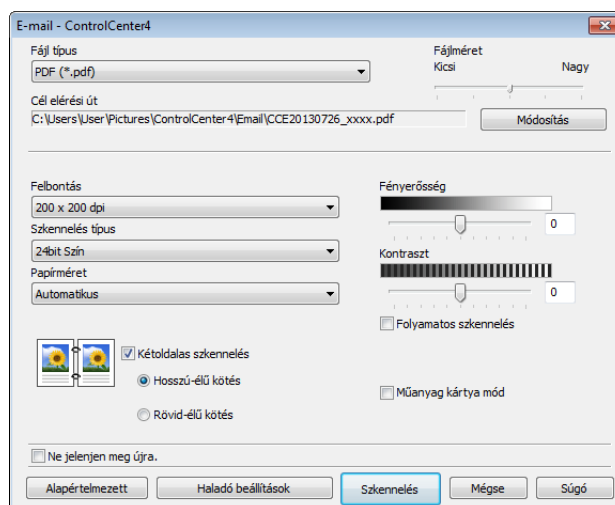 E-mail - ControlCenter4
Fájl típus
PDF (*.pdf)
Fájlméret
Kicsi Nagy
Cél elérési út
C:\Users\User\Pictures\ControlCenter4\Email\CCE20130726_xxxx.pdf
Módosítás
Felbontás
200 x 200 dpi
Szkennelés típus
24bit Szín
Papírméret
Automatikus
Fényerősség
0
Kontraszt
0
Folyamatos szkennelés
Kétoldalas szkennelés
Hosszú-élű kötés
Rövid-élű kötés
Műanyag kártya mód
Ne jelenjen meg újra.
Alapértelmezett Haladó beállítások Szkennelés Mégse Súgó